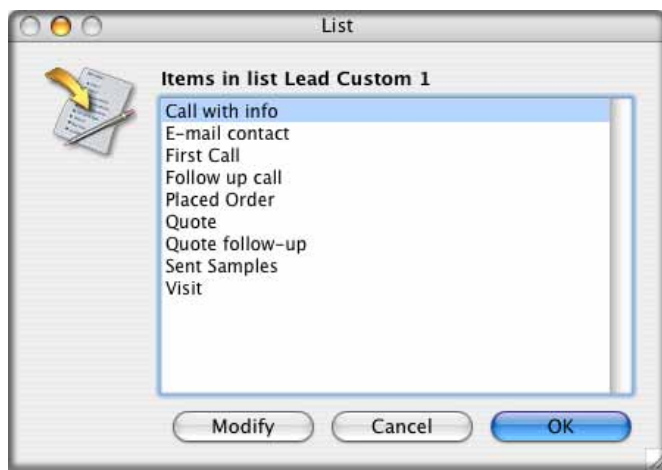 List
Items in list Lead Custom 1
Call with info
E-mail contact
First Call
Follow up call
Placed Order
Quote
Quote follow-up
Sent Samples
Visit
Modify Cancel OK